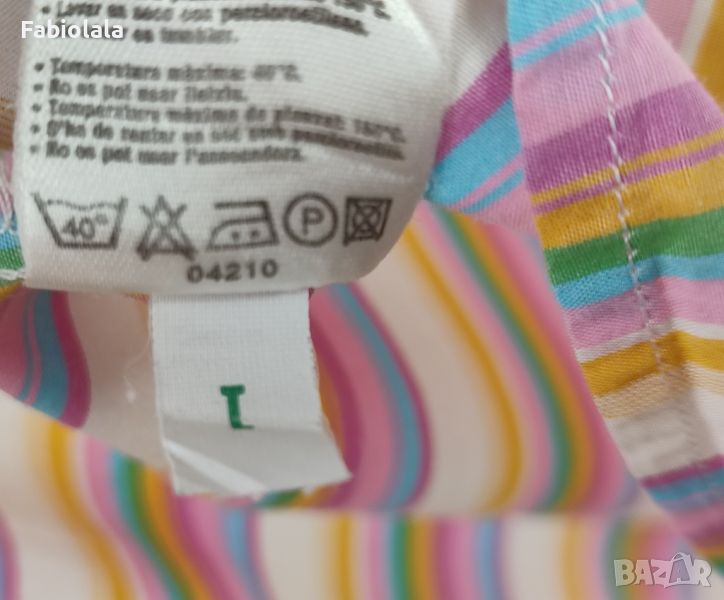 Fabiolala
• Lavar en seco con percloroetileno.
• Temperatura màxima: 40°C.
• No es pot usar lleixiu.
• Temperatura màxima de planxat: 150°C.
• S'ha de rentar en sec amb percloroetilè.
• No es pot usar l'assecadora.
40°
P
04210
L
BAZAR